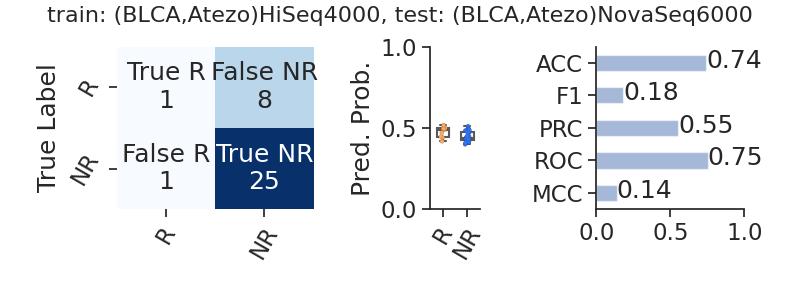 train: (BLCA,Atezo)HiSeq4000, test: (BLCA,Atezo)NovaSeq6000
True Label
R
NR
True R
1
False NR
8
False R
1
True NR
25
R
NR
Pred. Prob.
1.0
0.5
0.0
R
NR
ACC
0.74
F1
0.18
PRC
0.55
ROC
0.75
MCC
0.14
0.0
0.5
1.0